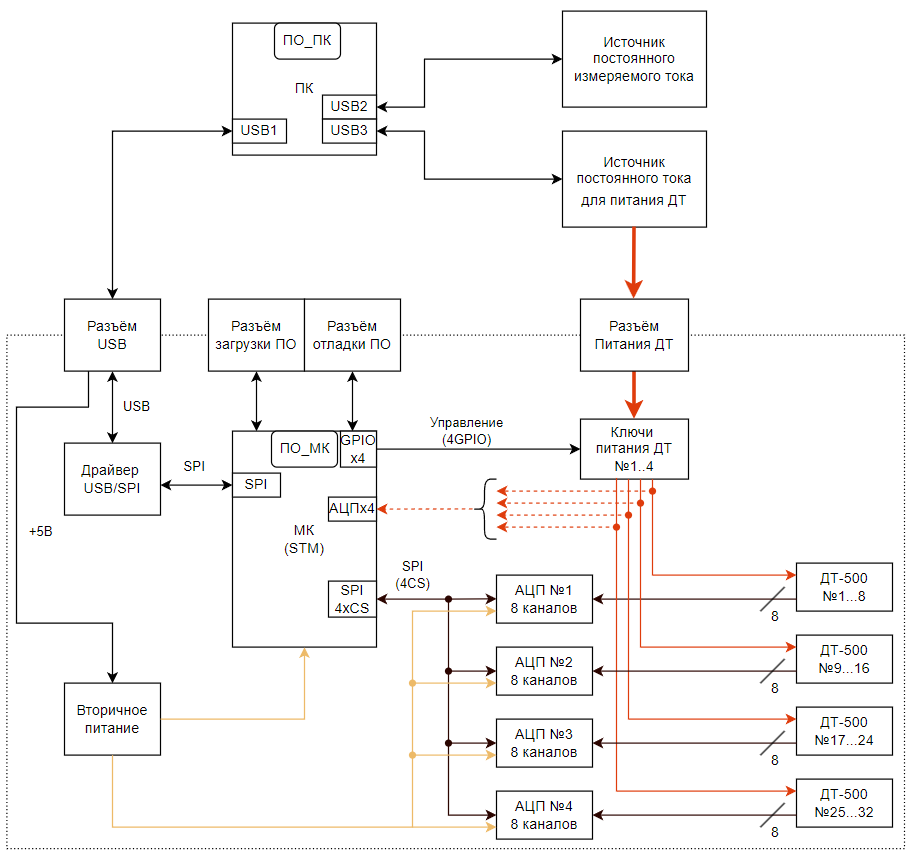 ПО_ПК
ПК
USB2
USB1
USB3
Источник
постоянного
измеряемого тока
Источник
постоянного тока
для питания ДТ
Разъём
USB
Разъём
загрузки ПО
Разъём
отладки ПО
Разъём
Питания ДТ
USB
Драйвер
USB/SPI
SPI
+5В
ПО_МК
GPIO
x4
SPI
АЦПx4
МК
(STM)
SPI
4xCS
Управление
(4GPIO)
Ключи
питания ДТ
№1..4
SPI
(4CS)
АЦП №1
8 каналов
8
ДТ-500
№1...8
АЦП №2
8 каналов
8
ДТ-500
№9...16
Вторичное
питание
АЦП №3
8 каналов
8
ДТ-500
№17...24
АЦП №4
8 каналов
8
ДТ-500
№25...32